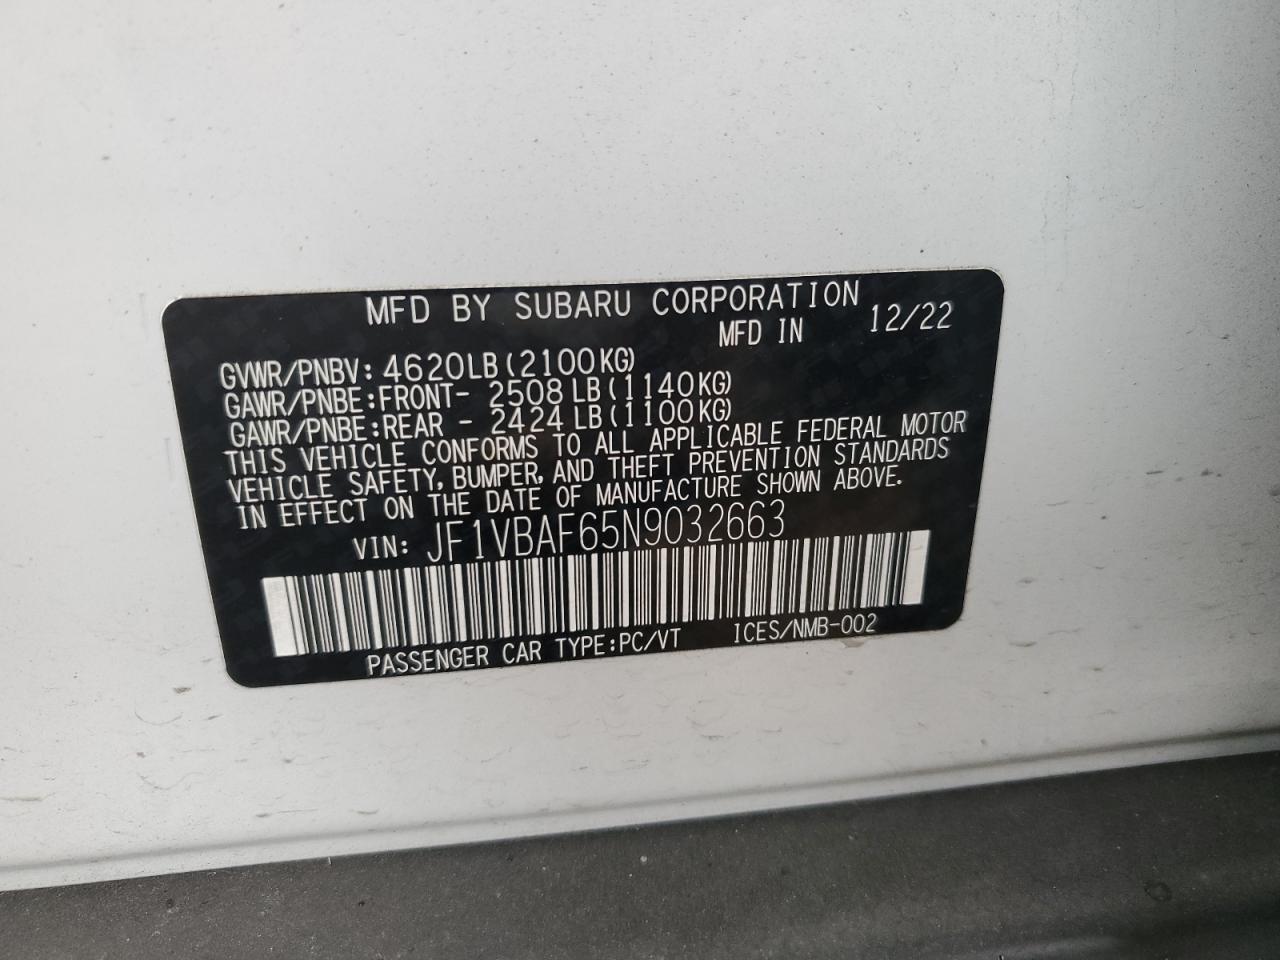 MFD BY SUBARU CORPORATION
MFD IN 12/22
GVWR/PNBV: 4620LB(2100KG)
GAWR/PNBE:FRONT- 2508LB(1140KG)
GAWR/PNBE:REAR - 2424LB(1100KG)
THIS VEHICLE CONFORMS TO ALL APPLICABLE FEDERAL MOTOR
VEHICLE SAFETY, BUMPER, AND THEFT PREVENTION STANDARDS
IN EFFECT ON THE DATE OF MANUFACTURE SHOWN ABOVE.
VIN: JF1VBAF65N9032663
PASSENGER CAR TYPE:PC/VT ICES/NMB-002